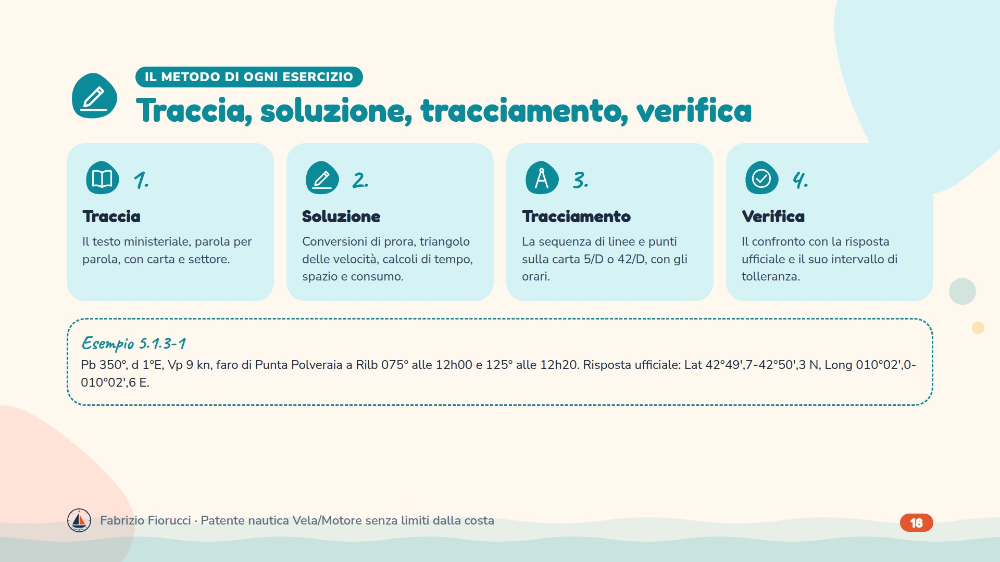 IL METODO DI OGNI ESERCIZIO
Traccia, soluzione, tracciamento, verifica
1.
Traccia
Il testo ministeriale, parola per
parola, con carta e settore.
2.
Soluzione
Conversioni di prora, triangolo
delle velocità, calcoli di tempo,
spazio e consumo.
3.
Tracciamento
La sequenza di linee e punti
sulla carta 5/D o 42/D, con gli
orari.
4.
Verifica
Il confronto con la risposta
ufficiale e il suo intervallo di
tolleranza.
Esempio 5.1.3-1
Pb 350°, d 1°E, Vp 9 kn, faro di Punta Polveraia a Rilb 075° alle 12h00 e 125° alle 12h20. Risposta ufficiale: Lat 42°49',7-42°50',3 N, Long 010°02',0-
010°02',6 E.
Fabrizio Fiorucci · Patente nautica Vela/Motore senza limiti dalla costa
18